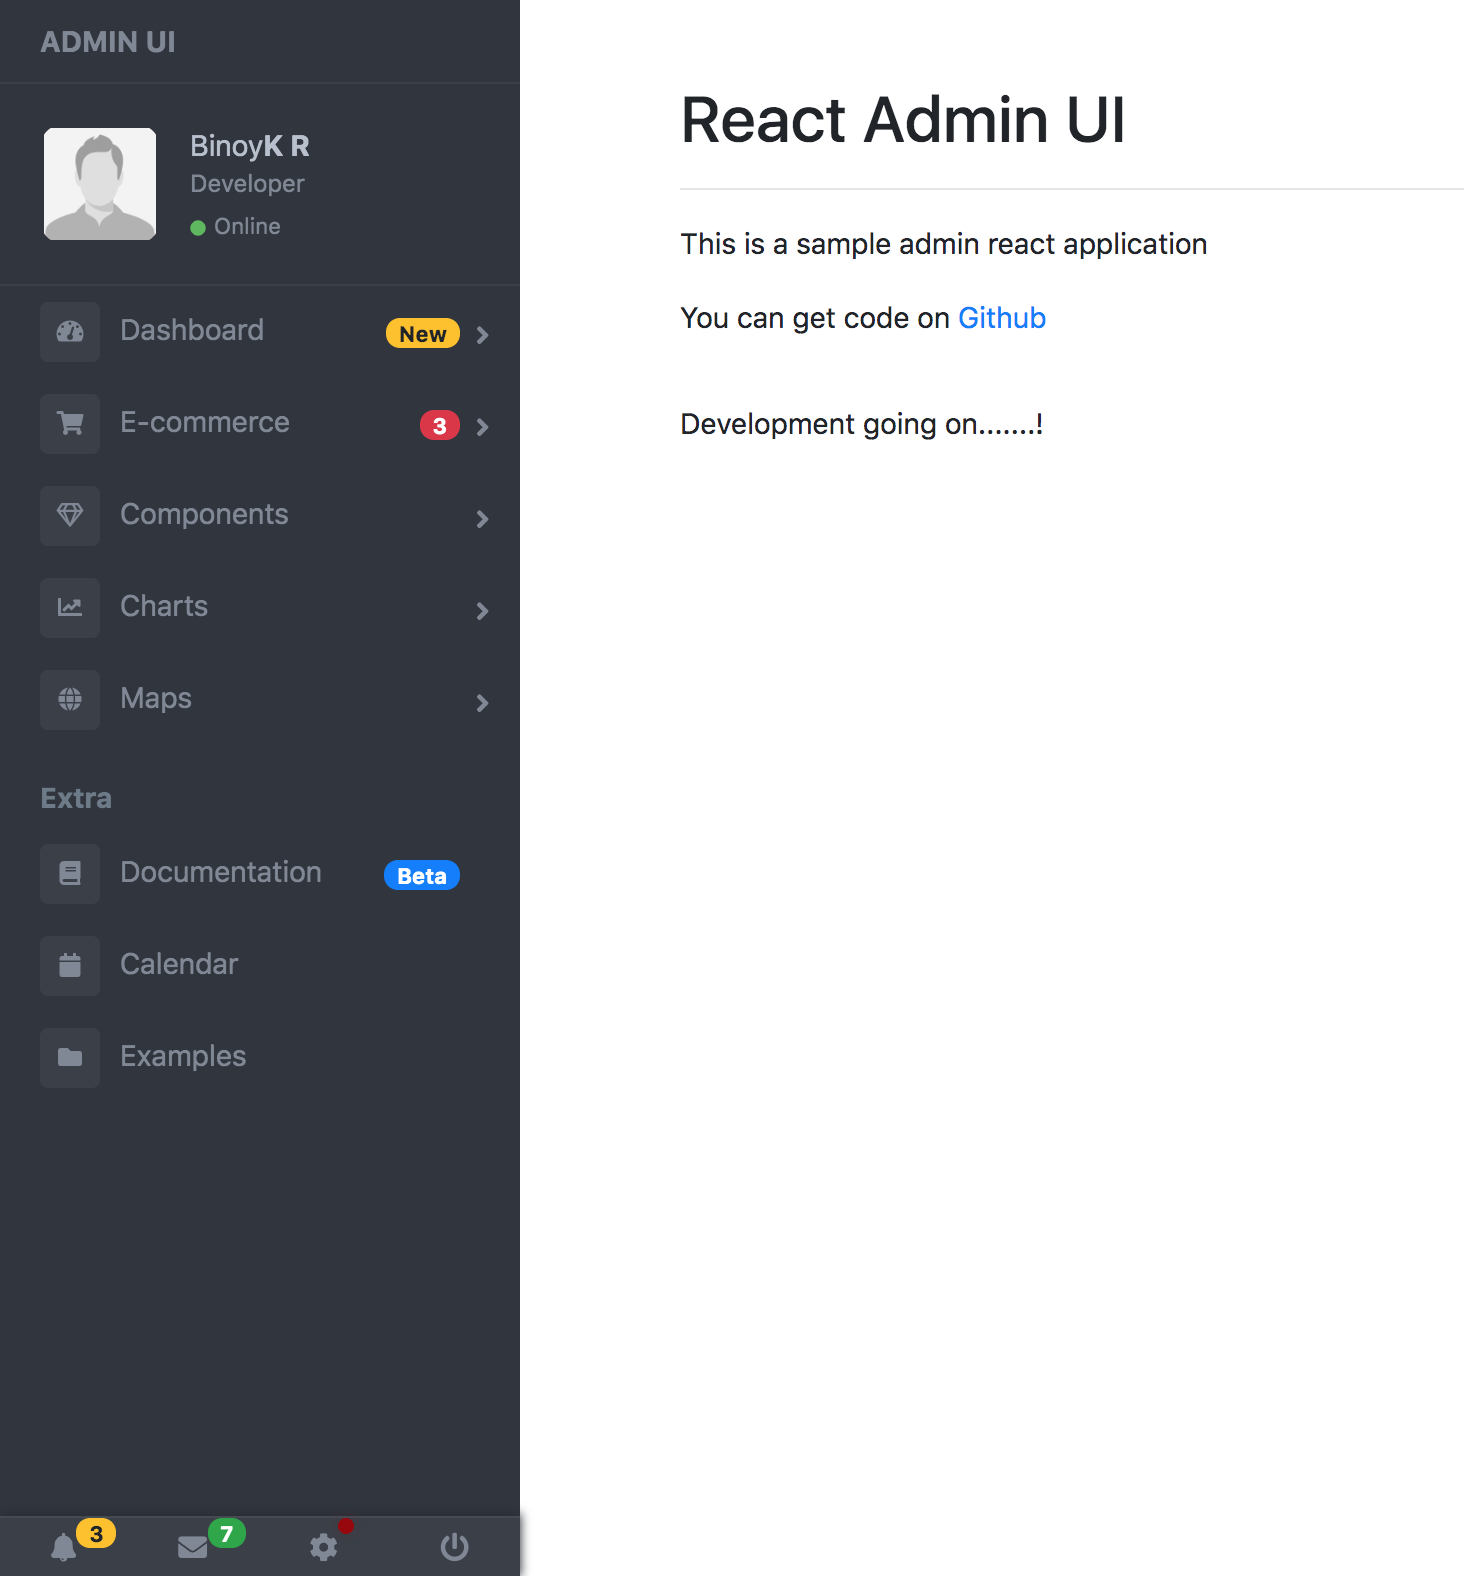 ADMIN UI
BinoyK R
Developer
Online
Dashboard New
E-commerce 3
Components
Charts
Maps
Extra
Documentation Beta
Calendar
Examples
3 7
React Admin UI
This is a sample admin react application
You can get code on Github
Development going on.......!